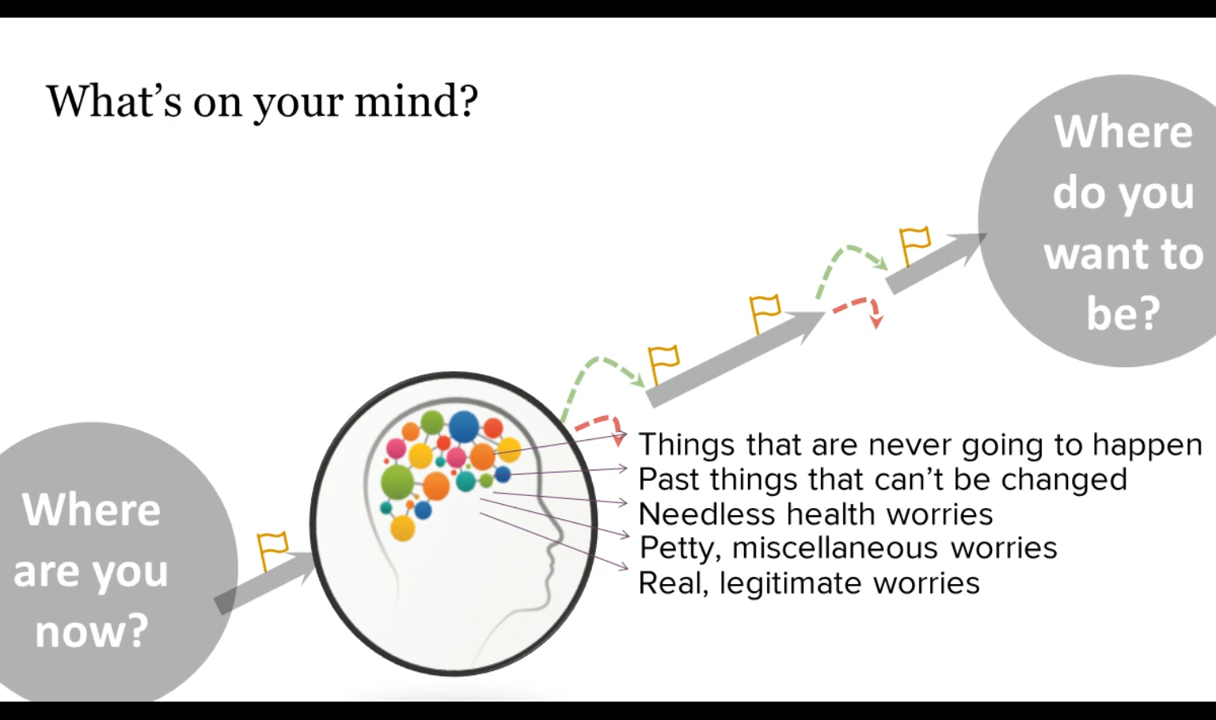 What’s on your mind?
Where
do you
want to
be?
Things that are never going to happen
Past things that can’t be changed
Needless health worries
Petty, miscellaneous worries
Real, legitimate worries
Where
are you
now?